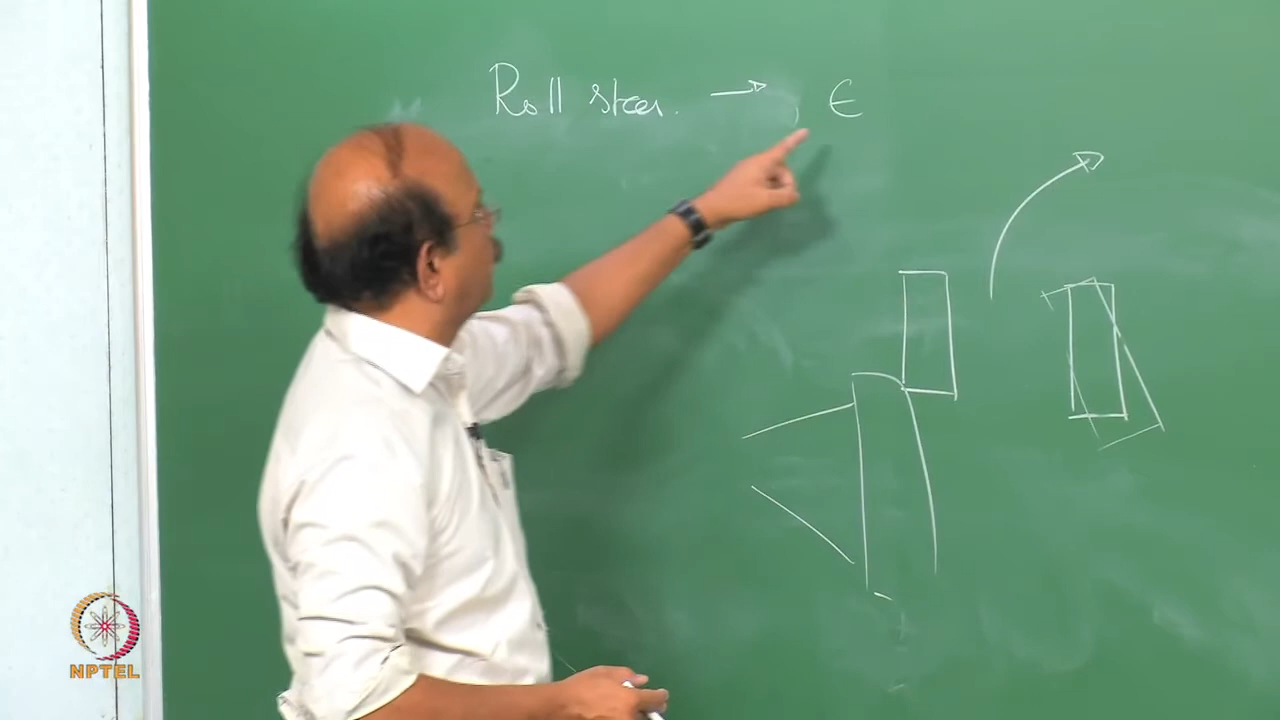 Roll steer. → , ϵ
NPTEL